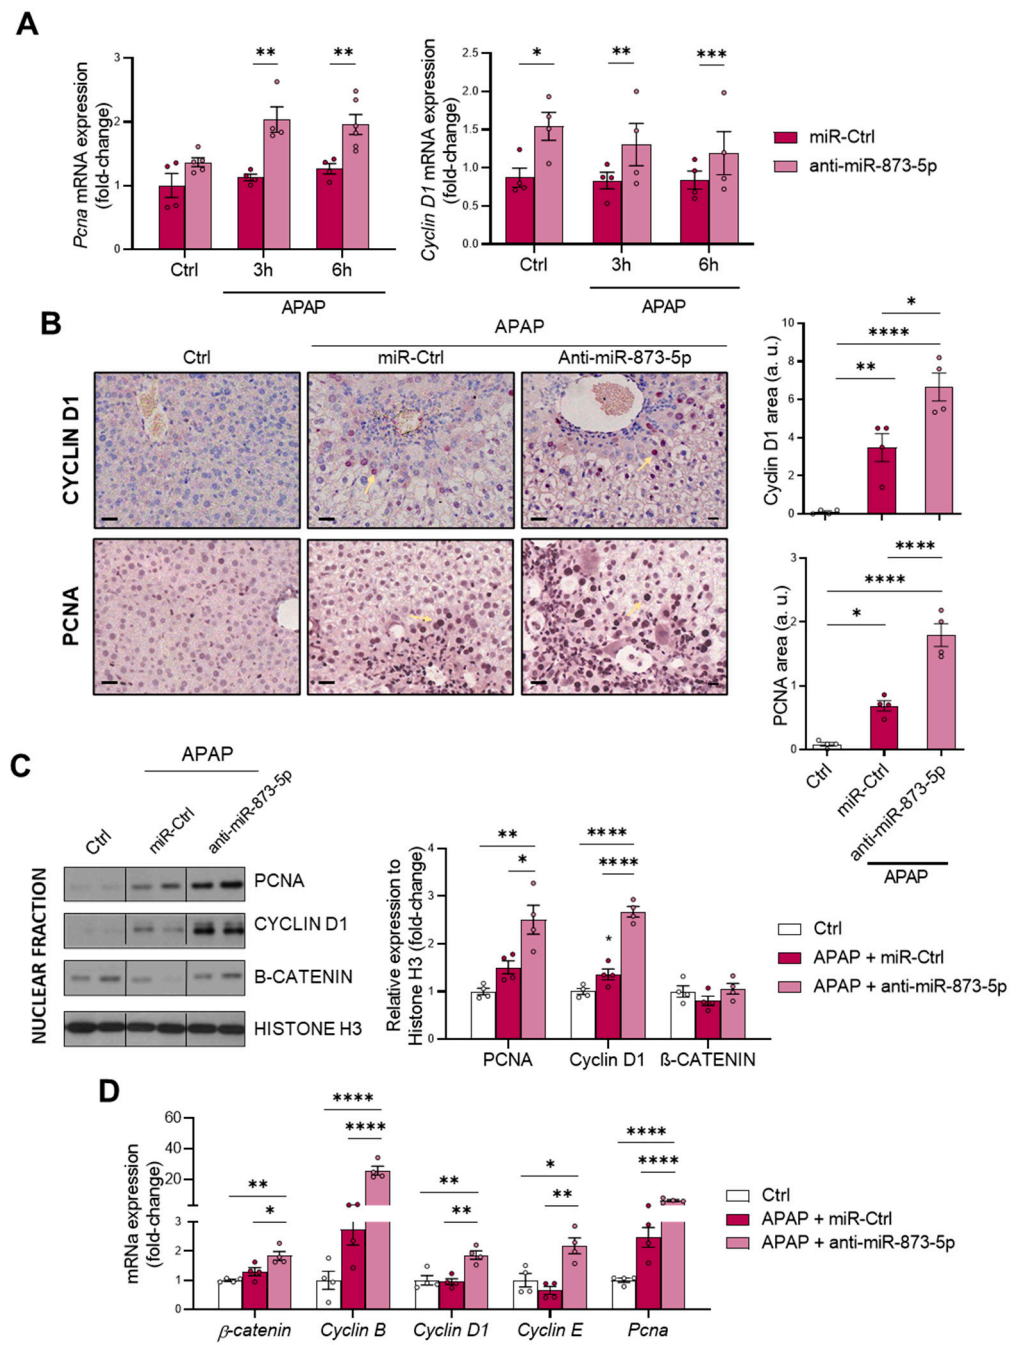 A
Pcna mRNA expression
(fold-change)
3
2
1
0
**
**
Ctrl
3h
6h
APAP
Cyclin D1 mRNA expression
(fold-change)
2.5
2.0
1.5
1.0
0.5
0.0
*
**
***
Ctrl
3h
6h
APAP
miR-Ctrl
anti-miR-873-5p
B
APAP
Ctrl
miR-Ctrl
Anti-miR-873-5p
CYCLIN D1
PCNA
Cyclin D1 area (a. u.)
10
8
6
4
2
0
*
****
**
PCNA area (a. u.)
3
2
1
0
****
****
*
Ctrl
miR-Ctrl
anti-miR-873-5p
APAP
C
APAP
Ctrl
miR-Ctrl
anti-miR-873-5p
NUCLEAR FRACTION
PCNA
CYCLIN D1
B-CATENIN
HISTONE H3
Relative expression to
Histone H3 (fold-change)
4
3
2
1
0
**
*
****
****
*
PCNA
Cyclin D1
ß-CATENIN
Ctrl
APAP + miR-Ctrl
APAP + anti-miR-873-5p
D
mRNa expression
(fold-change)
60
40
20
3
2
1
0
**
*
****
****
**
**
*
**
****
****
β-catenin
Cyclin B
Cyclin D1
Cyclin E
Pcna
Ctrl
APAP + miR-Ctrl
APAP + anti-miR-873-5p